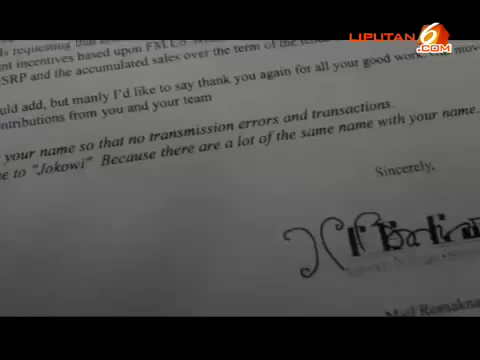 LIPUTAN 6
.COM
requesting that
incentives based upon
SRP and the accumulated sales over the term of the
uld add, but manly I'd like to say thank you again for all your good work.
ntributions from you and your team
your name so that no transmission errors and transactions.
e to "Jokowi" Because there are a lot of the same name with your name.
Sincerely,